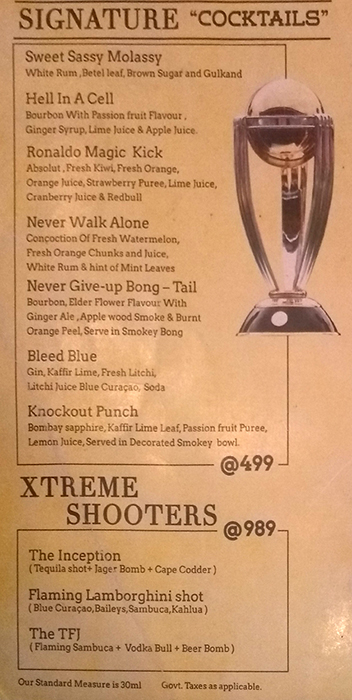 SIGNATURE "COCKTAILS"
Sweet Sassy Molassy
White Rum ,Betel leaf, Brown Sugar and Gulkand
Hell In A Cell
Bourbon With Passion fruit Flavour ,
Ginger Syrup, Lime Juice & Apple Juice.
Ronaldo Magic Kick
Absolut , Fresh Kiwi, Fresh Orange,
Orange Juice, Strawberry Puree, Lime Juice,
Cranberry Juice & Redbull
Never Walk Alone
Concoction Of Fresh Watermelon,
Fresh Orange Chunks and Juice,
White Rum & hint of Mint Leaves
Never Give-up Bong – Tail
Bourbon, Elder Flower Flavour With
Ginger Ale , Apple wood Smoke & Burnt
Orange Peel, Serve in Smokey Bong
Bleed Blue
Gin, Kaffir Lime, Fresh Litchi,
Litchi Juice Blue Curaçao, Soda
Knockout Punch
Bombay sapphire, Kaffir Lime Leaf, Passion fruit Puree,
Lemon Juice, Served in Decorated Smokey bowl.
@499
XTREME
SHOOTERS
@989
The Inception
( Tequila shot+ Jager Bomb + Cape Codder )
Flaming Lamborghini shot
( Blue Curaçao,Baileys,Sambuca,Kahlua )
The TFJ
( Flaming Sambuca + Vodka Bull + Beer Bomb )
Our Standard Measure is 30ml Govt. Taxes as applicable.